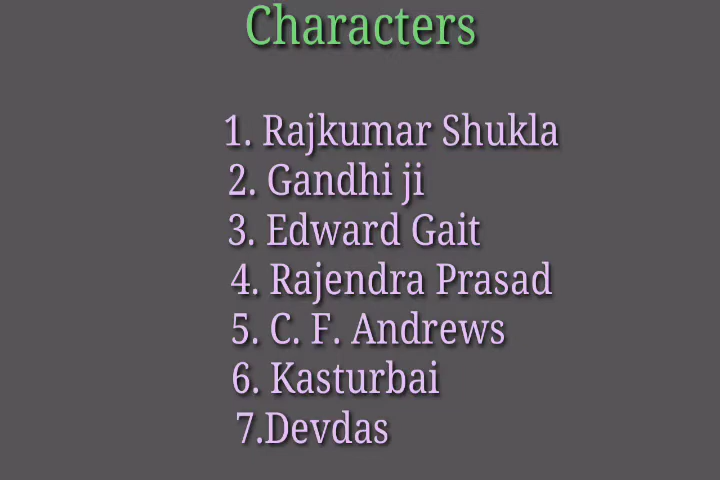 Characters
1. Rajkumar Shukla
2. Gandhi ji
3. Edward Gait
4. Rajendra Prasad
5. C. F. Andrews
6. Kasturbai
7.Devdas